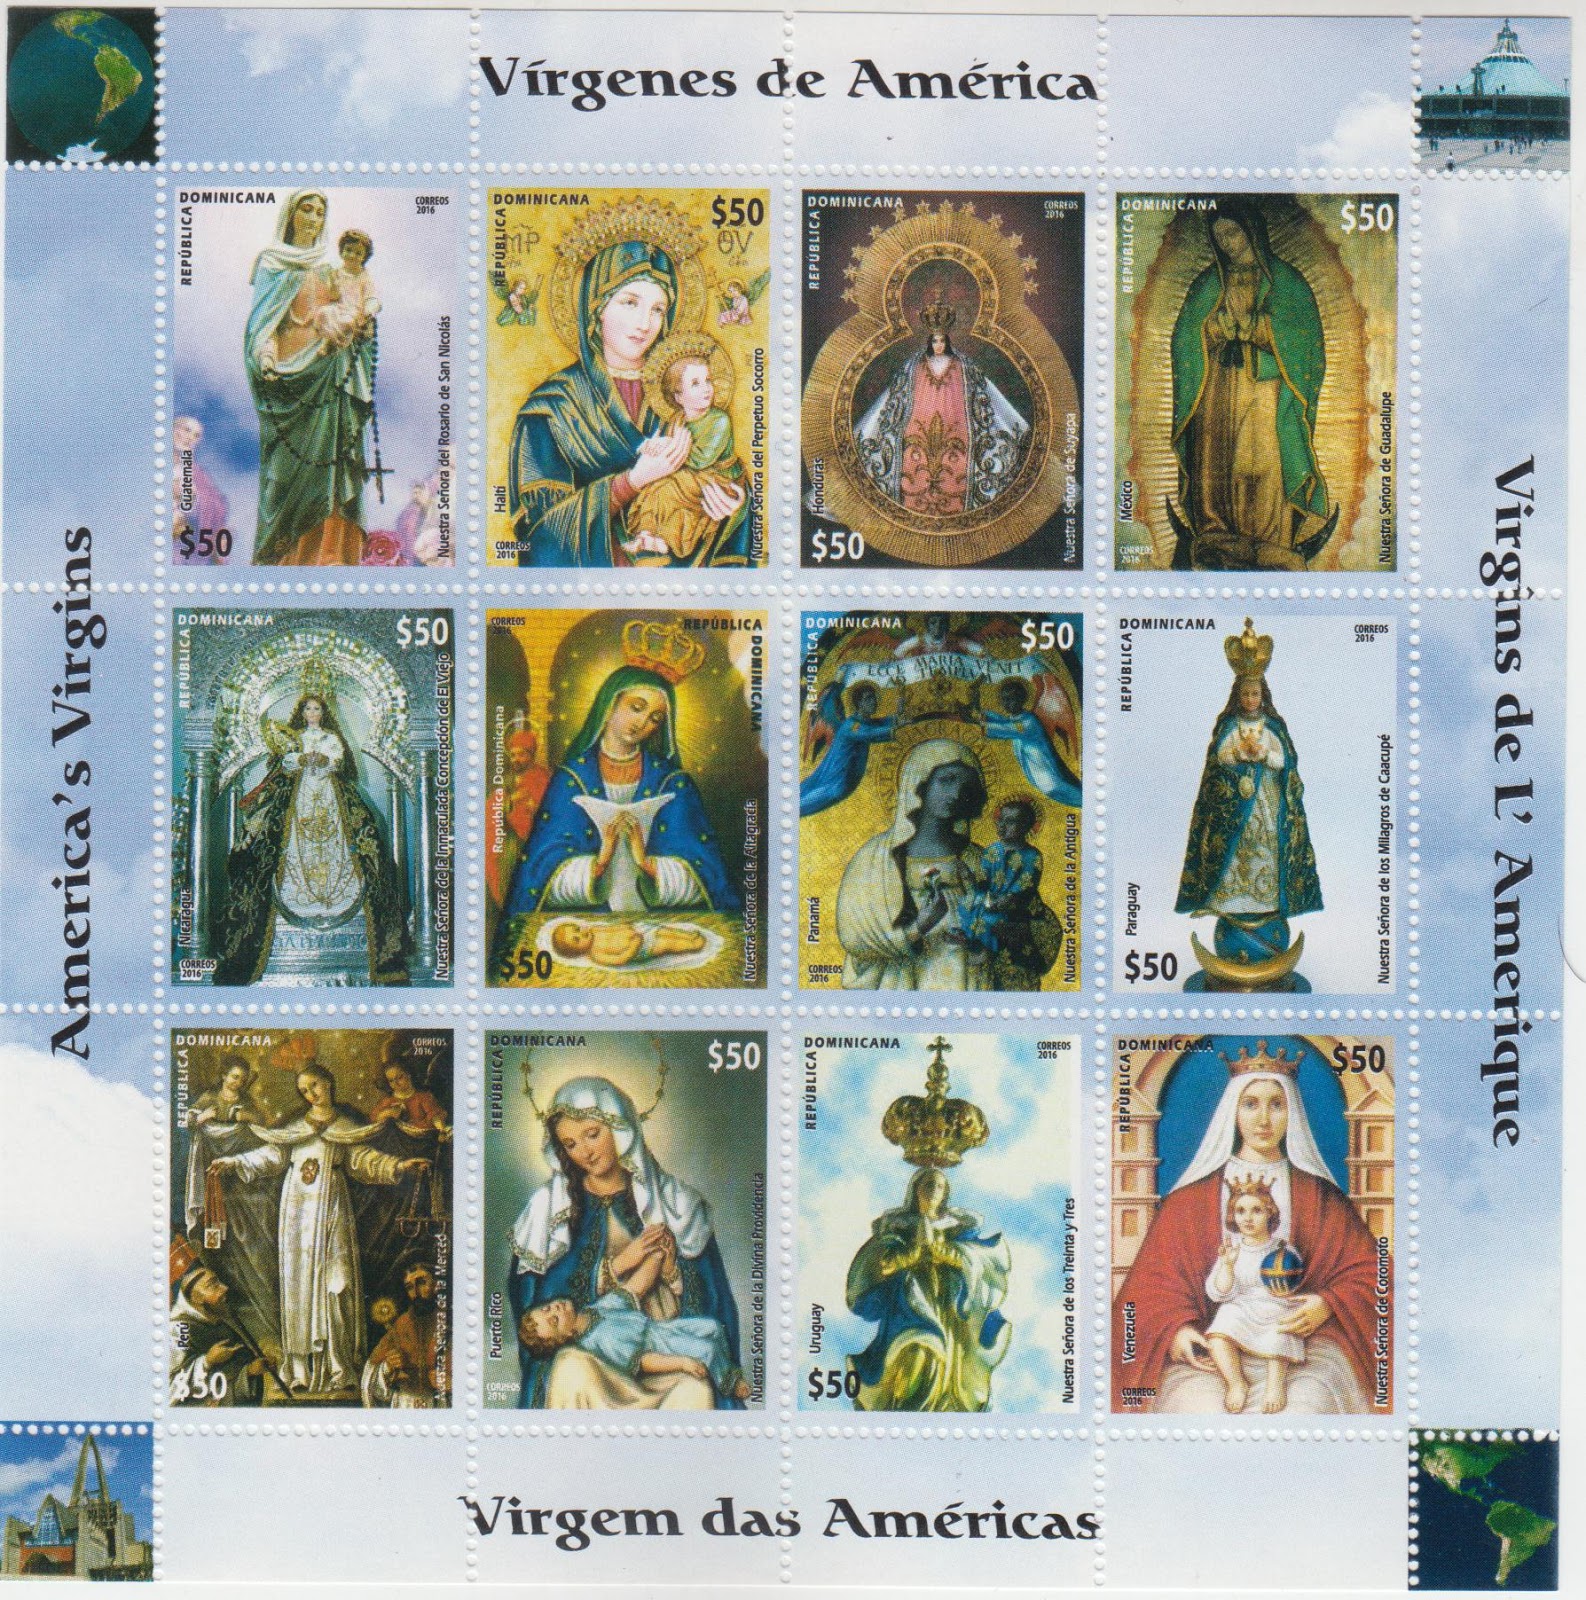 Vírgenes de América
America's Virgins
Virgins de L' Amerique
REPÚBLICA DOMINICANA
CORREOS
2016
Guatemala
$50
Nuestra Señora del Rosario de San Nicolás
REPÚBLICA DOMINICANA
$50
MP ΘV
Haití
CORREOS
2016
Nuestra Señora del Perpetuo Socorro
REPÚBLICA DOMINICANA
CORREOS
2016
Honduras
$50
Nuestra Señora de Suyapa
REPÚBLICA DOMINICANA
$50
México
CORREOS
2016
Nuestra Señora de Guadalupe
REPÚBLICA DOMINICANA
$50
Nicaragua
CORREOS
2016
Nuestra Señora de la Inmaculada Concepción de El Viejo
CORREOS
2016
REPÚBLICA DOMINICANA
República Dominicana
$50
Nuestra Señora de la Altagracia
REPÚBLICA DOMINICANA
$50
ECCE MARIA VENIT
AD TEMPLVM
Panamá
CORREOS
2016
Nuestra Señora de la Antigua
REPÚBLICA DOMINICANA
CORREOS
2016
Paraguay
$50
Nuestra Señora de los Milagros de Caacupé
REPÚBLICA DOMINICANA
CORREOS
2016
Perú
$50
Nuestra Señora de la Merced
REPÚBLICA DOMINICANA
$50
Puerto Rico
CORREOS
2016
Nuestra Señora de la Divina Providencia
REPÚBLICA DOMINICANA
CORREOS
2016
Uruguay
$50
Nuestra Señora de los Treinta y Tres
REPÚBLICA DOMINICANA
$50
Venezuela
CORREOS
2016
Nuestra Señora de Coromoto
Virgem das Américas